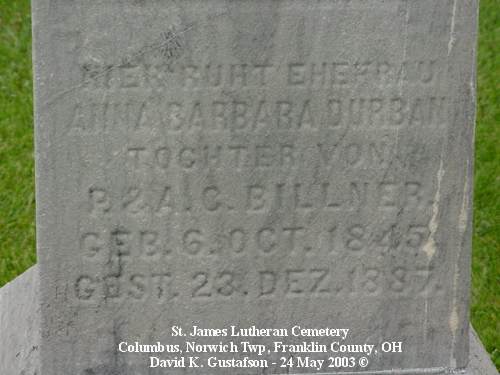 HIER RUHT EHEFRAU
ANNA BARBARA DURBAN
TOCHTER VON
P. & A. C. BILLNER.
GEB. 6. OCT. 1845.
GEST. 23. DEZ. 1887.
St. James Lutheran Cemetery
Columbus, Norwich Twp, Franklin County, OH
David K. Gustafson - 24 May 2003 ©